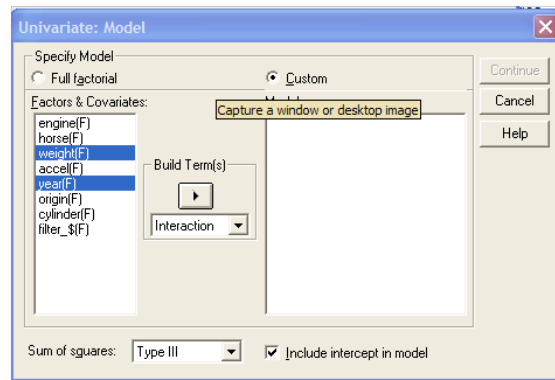 Univariate: Model
Specify Model
Full factorial
Custom
Continue
Factors & Covariates:
Capture a window or desktop image
Cancel
engine(F)
horse(F)
weight(F)
accel(F)
year(F)
origin(F)
cylinder(F)
filter_$(F)
Help
Build Term(s)
Interaction
Sum of squares:
Type III
Include intercept in model